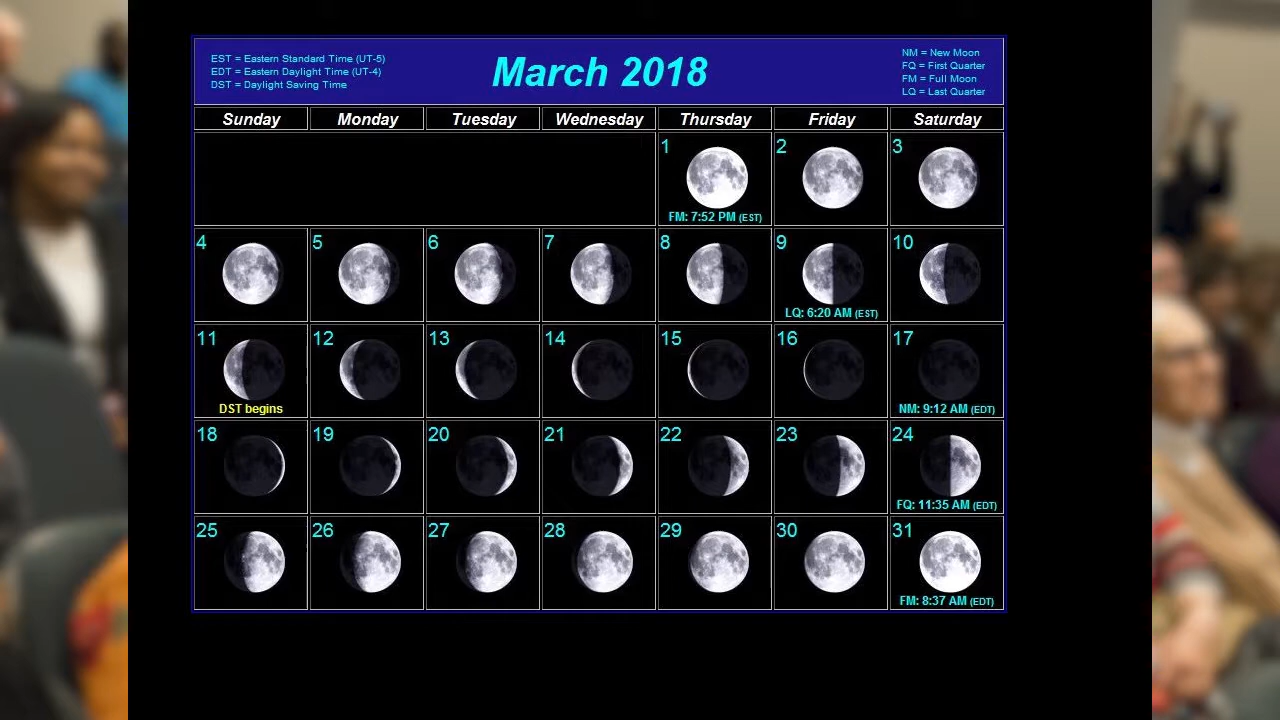 EST = Eastern Standard Time (UT-5)
EDT = Eastern Daylight Time (UT-4)
DST = Daylight Saving Time
March 2018
NM = New Moon
FQ = First Quarter
FM = Full Moon
LQ = Last Quarter
Sunday Monday Tuesday Wednesday Thursday Friday Saturday
1 2 3
FM: 7:52 PM (EST)
4 5 6 7 8 9 10
LQ: 6:20 AM (EST)
11 12 13 14 15 16 17
DST begins NM: 9:12 AM (EDT)
18 19 20 21 22 23 24
FQ: 11:35 AM (EDT)
25 26 27 28 29 30 31
FM: 8:37 AM (EDT)